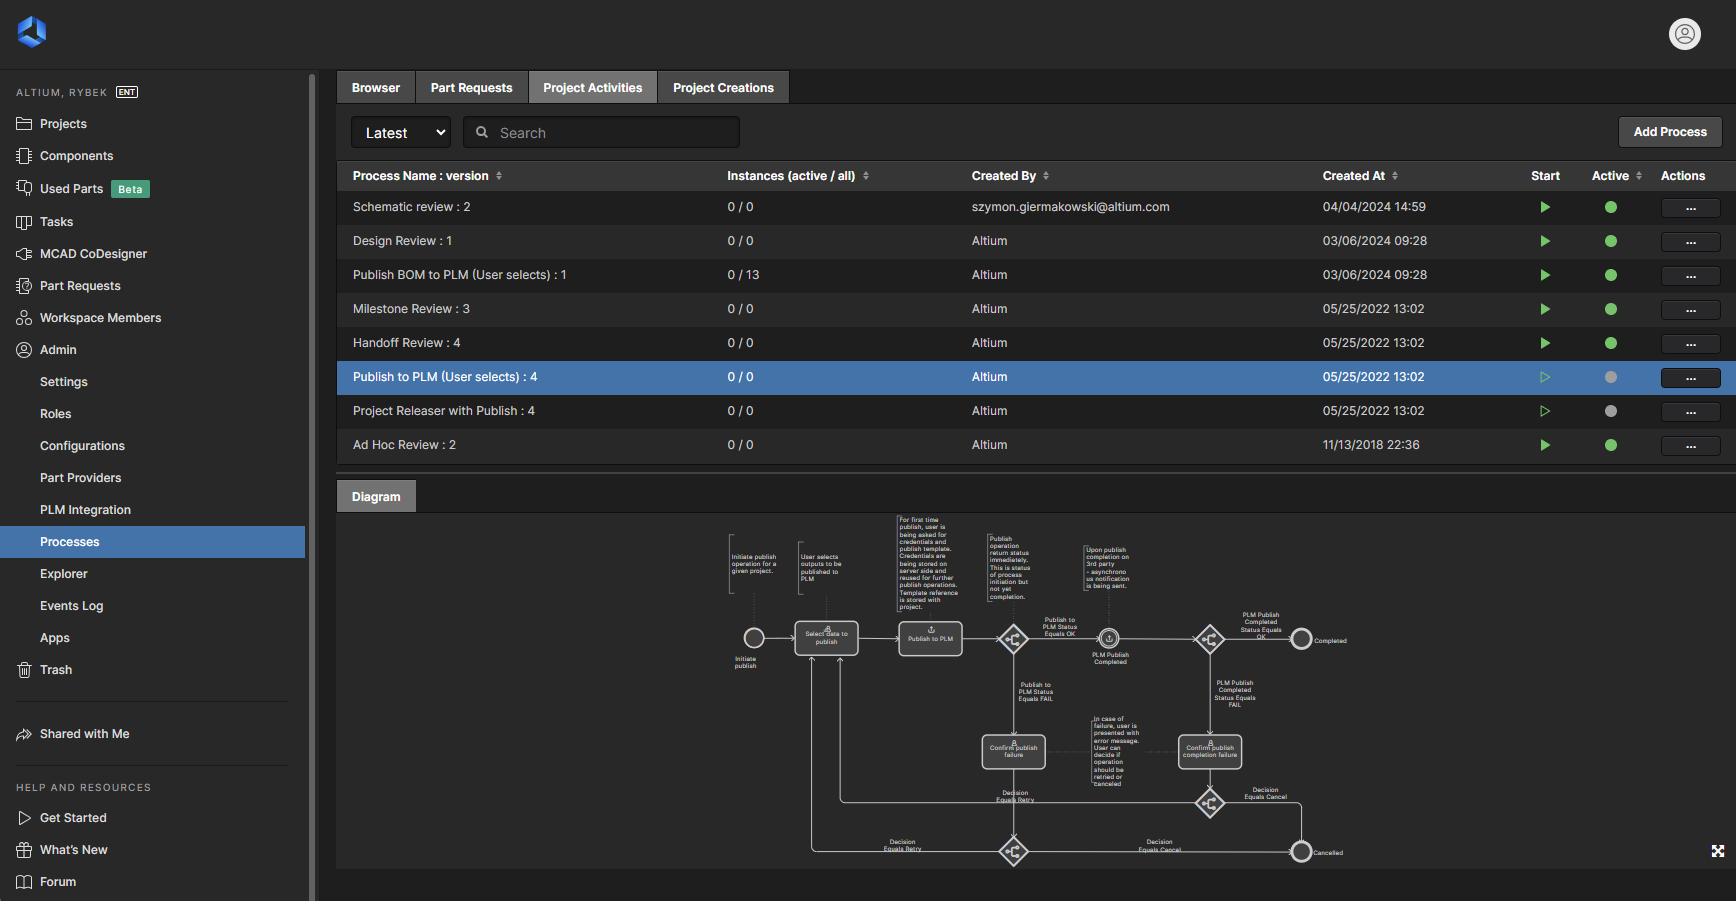 ALTIUM, RYBEK ENT
Projects
Components
Used Parts Beta
Tasks
MCAD CoDesigner
Part Requests
Workspace Members
Admin
Settings
Roles
Configurations
Part Providers
PLM Integration
Processes
Explorer
Events Log
Apps
Trash
Shared with Me
HELP AND RESOURCES
Get Started
What's New
Forum
Browser Part Requests Project Activities Project Creations
Latest Search Add Process
Process Name : version Instances (active / all) Created By Created At Start Active Actions
Schematic review : 2 0 / 0 szymon.giermakowski@altium.com 04/04/2024 14:59 ...
Design Review : 1 0 / 0 Altium 03/06/2024 09:28 ...
Publish BOM to PLM (User selects) : 1 0 / 13 Altium 03/06/2024 09:28 ...
Milestone Review : 3 0 / 0 Altium 05/25/2022 13:02 ...
Handoff Review : 4 0 / 0 Altium 05/25/2022 13:02 ...
Publish to PLM (User selects) : 4 0 / 0 Altium 05/25/2022 13:02 ...
Project Releaser with Publish : 4 0 / 0 Altium 05/25/2022 13:02 ...
Ad Hoc Review : 2 0 / 0 Altium 11/13/2018 22:36 ...
Diagram
Initiate publish
operation for a
given project.
User selects
outputs to be
published to
PLM
For first time
publish, user is
being asked for
credentials and
publish template.
Credentials are
being stored on
server side and
reused for further
publish operations.
Template reference
is stored with
project.
Publish
operation
return status
immediately.
This is status
of process
initiation but
not yet
completion.
Upon publish
completion on
3rd party
- asynchrono
us notification
is being sent.
Initiate
publish
Select data to
publish
Publish to PLM
Publish to
PLM Status
Equals OK
PLM Publish
Completed
PLM Publish
Completed
Status Equals
OK
Completed
Publish to
PLM Status
Equals FAIL
PLM Publish
Completed
Status Equals
FAIL
Confirm publish
failure
In case of
failure, user is
presented with
error message.
User can
decide if
operation
should be
retried or
canceled
Confirm publish
completion failure
Decision
Equals Retry
Decision
Equals Cancel
Decision
Equals Retry
Decision
Equals Cancel
Cancelled